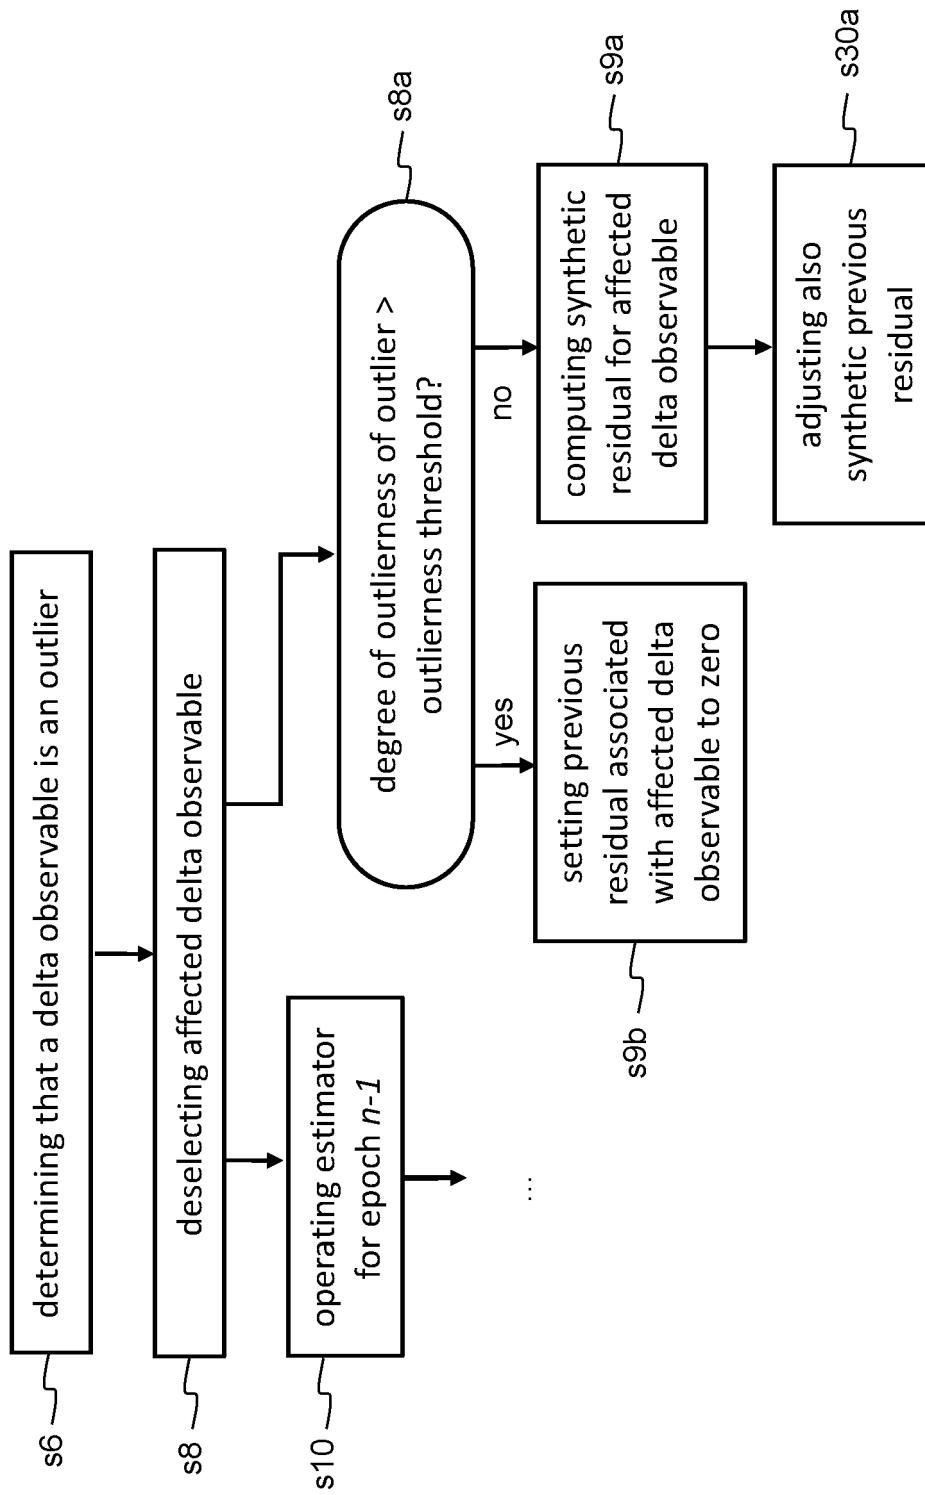 s6
determining that a delta observable is an outlier
s8
deselecting affected delta observable
s10
operating estimator
for epoch n-1
...
degree of outlierness of outlier >
outlierness threshold?
s8a
yes
no
s9b
setting previous
residual associated
with affected delta
observable to zero
computing synthetic
residual for affected
delta observable
s9a
adjusting also
synthetic previous
residual
s30a